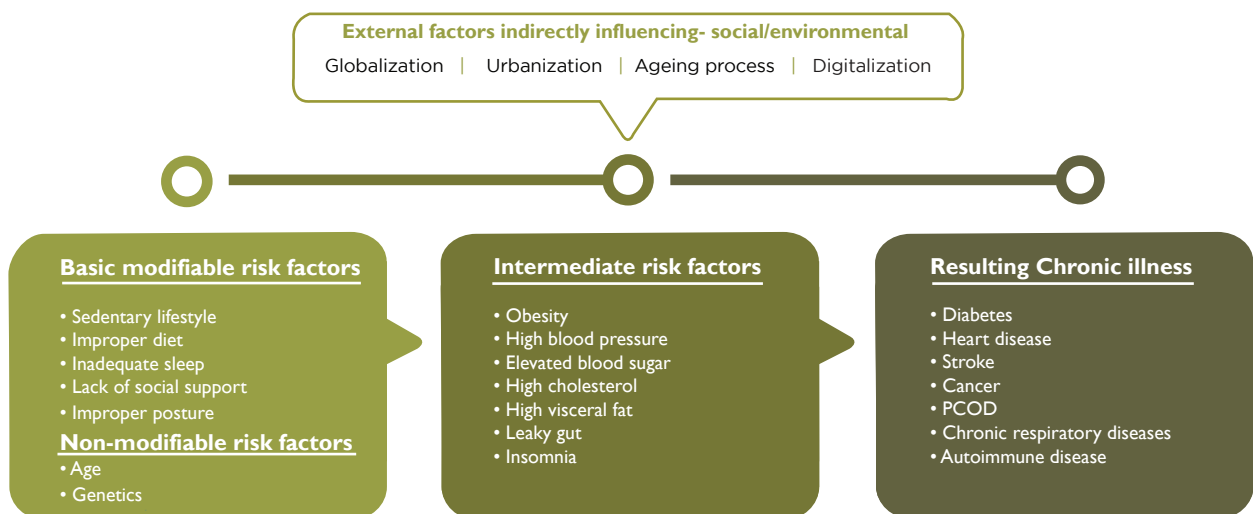 External factors indirectly influencing- social/environmental
Globalization | Urbanization | Ageing process | Digitalization
Basic modifiable risk factors
• Sedentary lifestyle
• Improper diet
• Inadequate sleep
• Lack of social support
• Improper posture
Non-modifiable risk factors
• Age
• Genetics
Intermediate risk factors
• Obesity
• High blood pressure
• Elevated blood sugar
• High cholesterol
• High visceral fat
• Leaky gut
• Insomnia
Resulting Chronic illness
• Diabetes
• Heart disease
• Stroke
• Cancer
• PCOD
• Chronic respiratory diseases
• Autoimmune disease